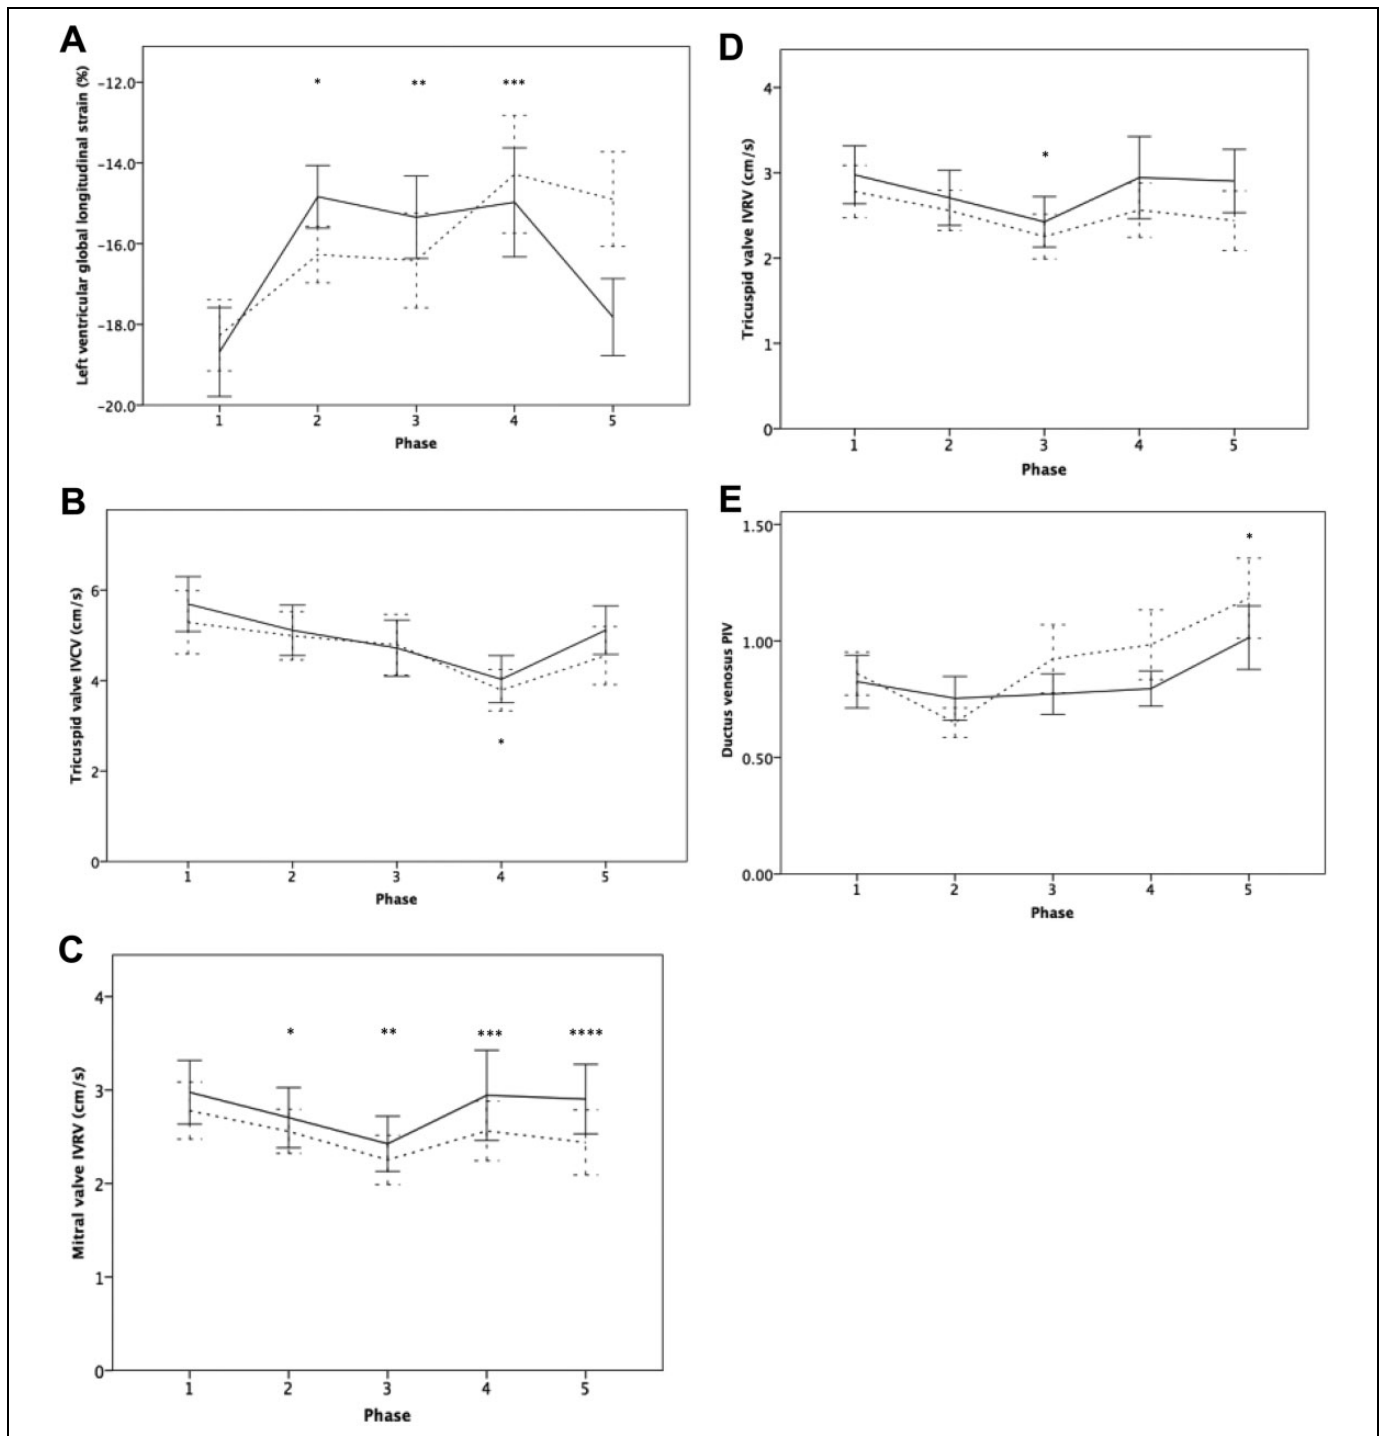 A
Left ventricular global longitudinal strain (%)
-12.0
-14.0
-16.0
-18.0
-20.0
* ** ***
1 2 3 4 5
Phase
B
Tricuspid valve IVCV (cm/s)
6
4
2
0
*
1 2 3 4 5
Phase
C
Mitral valve IVRV (cm/s)
4
3
2
1
0
* ** *** ****
1 2 3 4 5
Phase
D
Tricuspid valve IVRV (cm/s)
4
3
2
1
0
*
1 2 3 4 5
Phase
E
Ductus venosus PIV
1.50
1.00
0.50
0.00
*
1 2 3 4 5
Phase